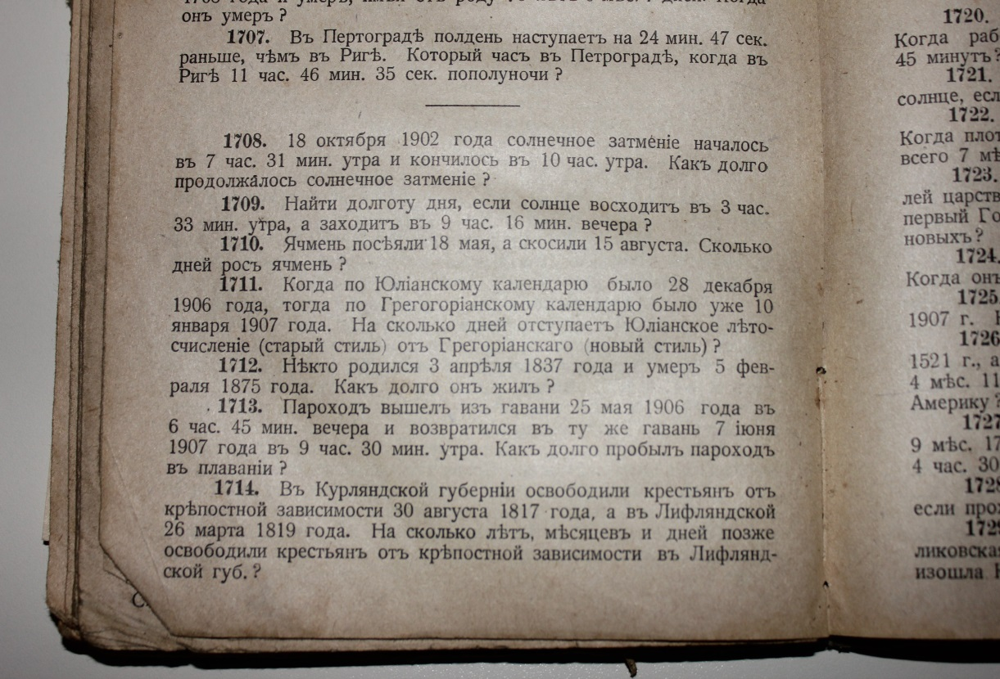 онъ умеръ ?
1707. Въ Пертоградѣ полдень наступаетъ на 24 мин. 47 сек.
раньше, чѣмъ въ Ригѣ. Который часъ въ Петроградѣ, когда въ
Ригѣ 11 час. 46 мин. 35 сек. пополуночи ?
1708. 18 октября 1902 года солнечное затменіе началось
въ 7 час. 31 мин. утра и кончилось въ 10 час. утра. Какъ долго
продолжалось солнечное затменіе ?
1709. Найти долготу дня, если солнце восходитъ въ 3 час.
33 мин. утра, а заходитъ въ 9 час. 16 мин. вечера ?
1710. Ячмень посѣяли 18 мая, а скосили 15 августа. Сколько
дней росъ ячмень ?
1711. Когда по Юліанскому календарю было 28 декабря
1906 года, тогда по Грегогоріанскому календарю было уже 10
января 1907 года. На сколько дней отступаетъ Юліанское лѣто-
счисленіе (старый стиль) отъ Грегоріанскаго (новый стиль) ?
1712. Нѣкто родился 3 апрѣля 1837 года и умеръ 5 фев-
раля 1875 года. Какъ долго онъ жилъ ?
1713. Пароходъ вышелъ изъ гавани 25 мая 1906 года въ
6 час. 45 мин. вечера и возвратился въ ту же гавань 7 іюня
1907 года въ 9 час. 30 мин. утра. Какъ долго пробылъ пароходъ
въ плаваніи ?
1714. Въ Курляндской губерніи освободили крестьянъ отъ
крѣпостной зависимости 30 августа 1817 года, а въ Лифляндской
26 марта 1819 года. На сколько лѣтъ, мѣсяцевъ и дней позже
освободили крестьянъ отъ крѣпостной зависимости въ Лифлянд-
ской губ. ?
1720.
Когда раб
45 минутъ ?
1721.
солнце, есл
1722.
Когда плот
всего 7 мѣ
1723.
лей царств
первый Го
новыхъ ?
1724.
Когда онъ
1725
1907 г.
1726
1521 г., а
4 мѣс. 11
Америку ?
1727
9 мѣс. 17
4 час. 30
1728
если про
1729
ликовска
изошла